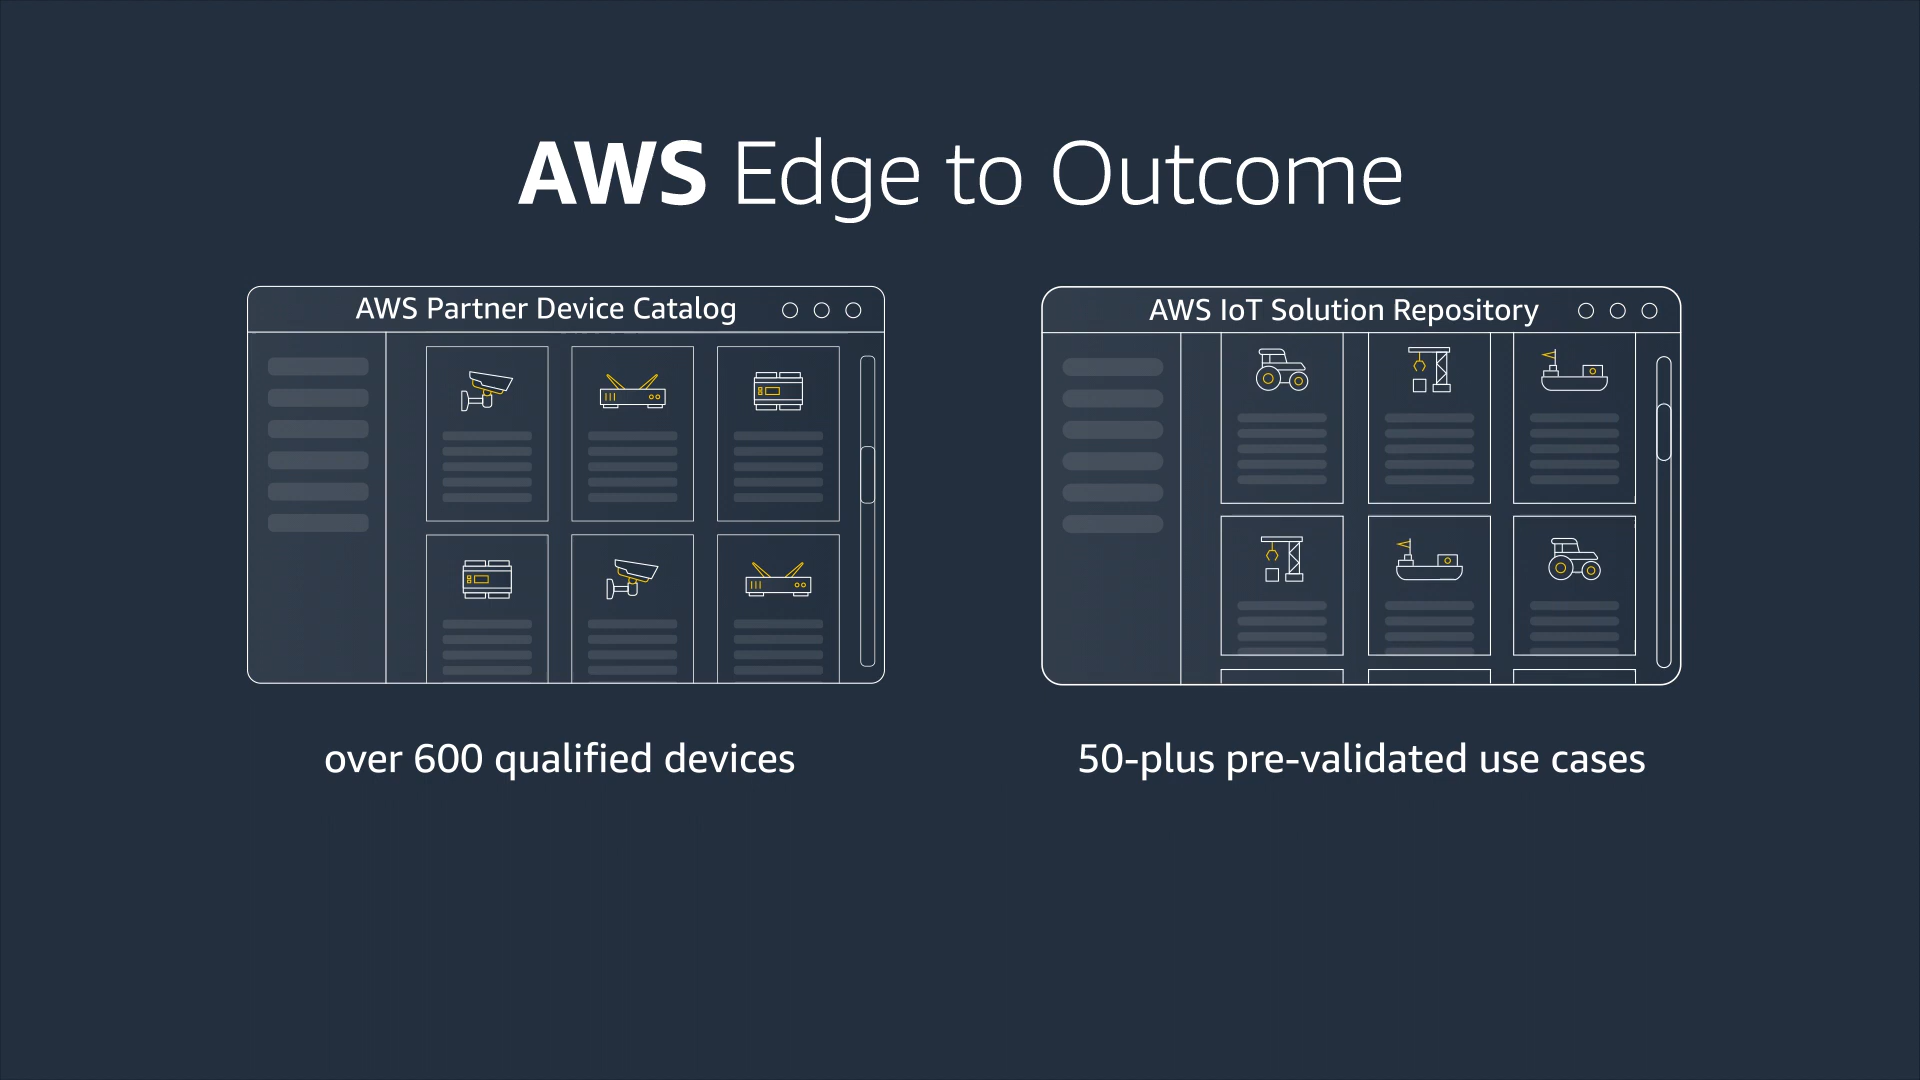 AWS Edge to Outcome
AWS Partner Device Catalog
AWS IoT Solution Repository
over 600 qualified devices
50-plus pre-validated use cases